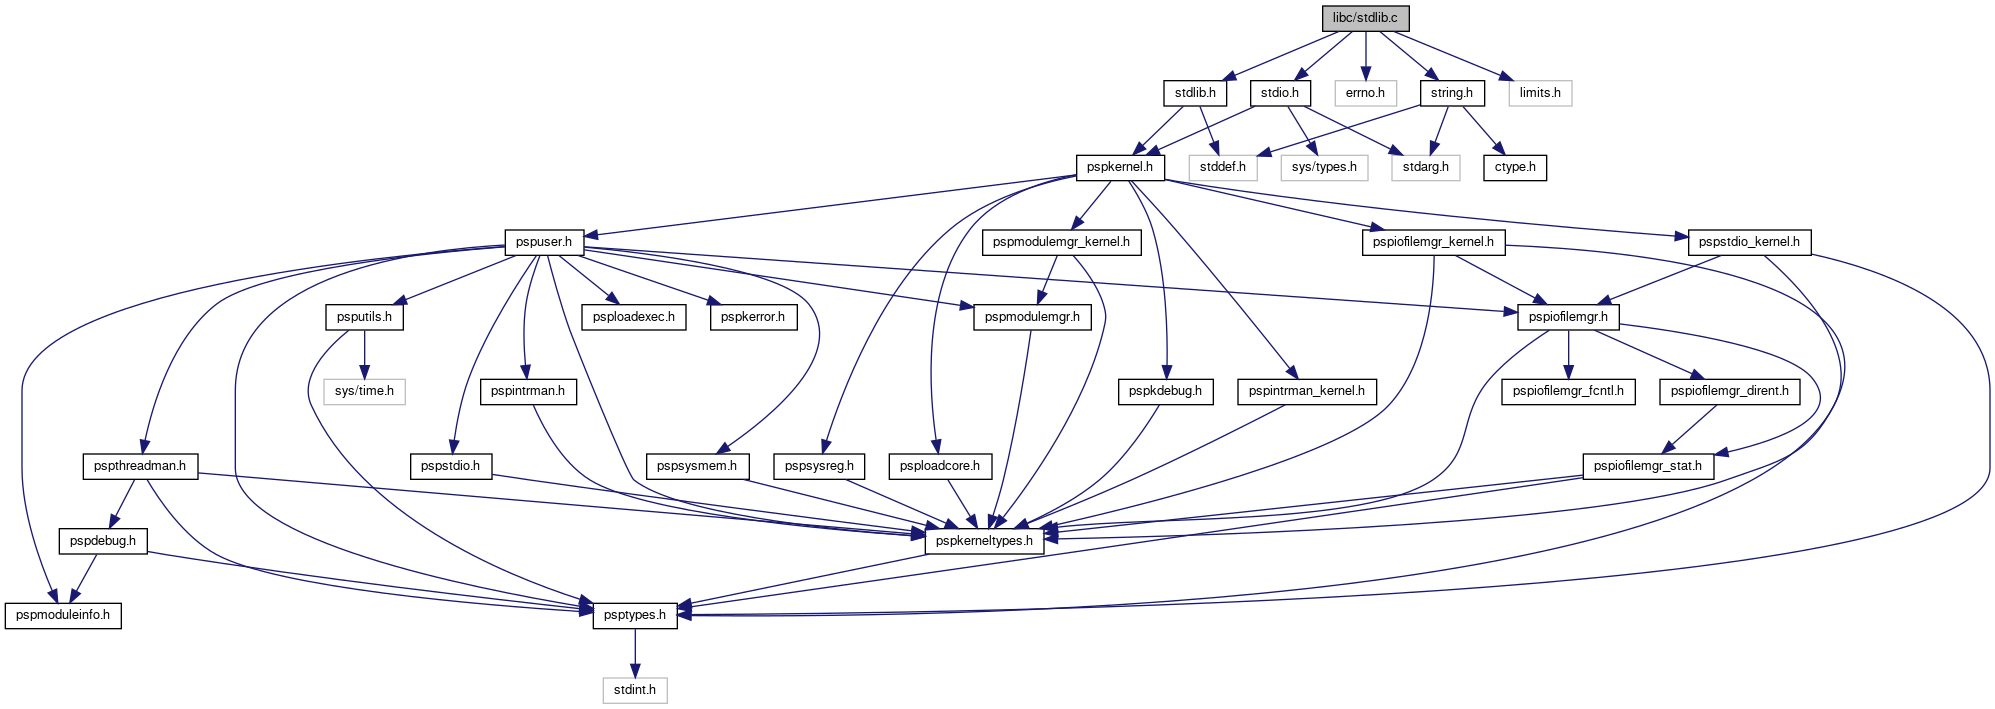 libc/stdlib.c
stdlib.h
stdio.h
errno.h
string.h
limits.h
pspkernel.h
stddef.h
sys/types.h
stdarg.h
ctype.h
pspuser.h
pspmodulemgr_kernel.h
pspiofilemgr_kernel.h
pspstdio_kernel.h
psputils.h
psploadexec.h
pspkerror.h
pspmodulemgr.h
pspiofilemgr.h
sys/time.h
pspintrman.h
pspkdebug.h
pspintrman_kernel.h
pspiofilemgr_fcntl.h
pspiofilemgr_dirent.h
pspthreadman.h
pspstdio.h
pspsysmem.h
pspsysreg.h
psploadcore.h
pspiofilemgr_stat.h
pspdebug.h
pspkerneltypes.h
pspmoduleinfo.h
psptypes.h
stdint.h